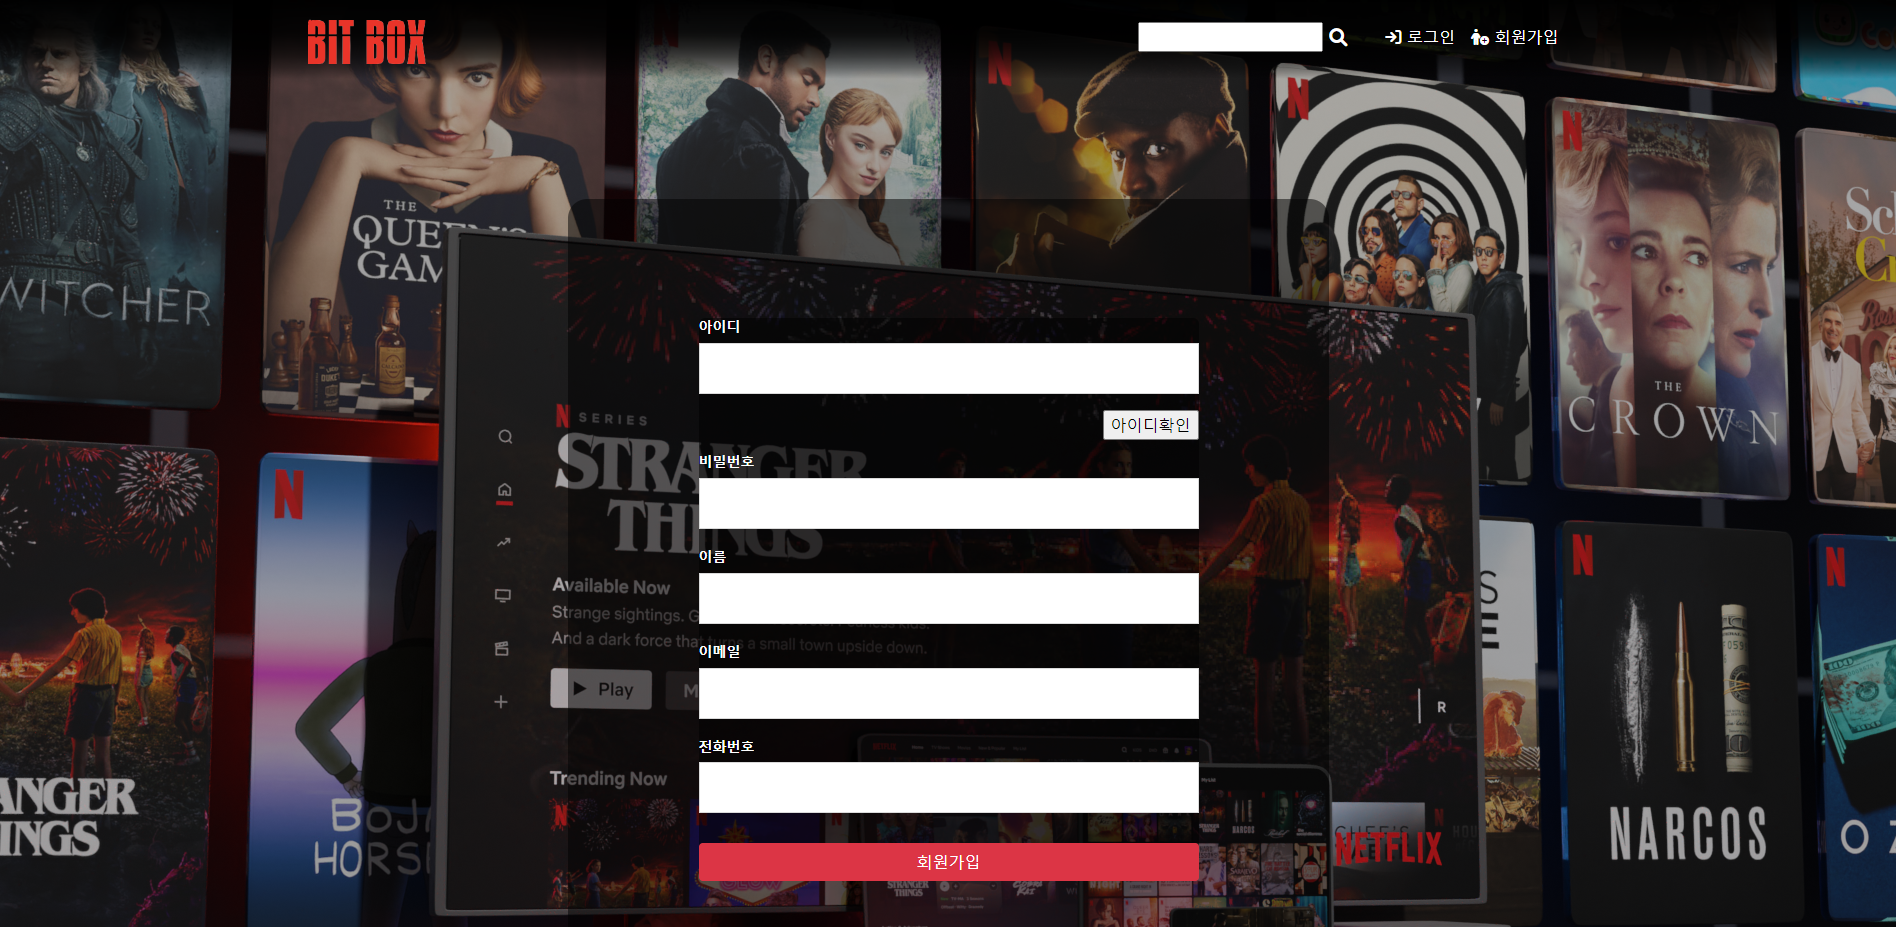 BIT BOX
로그인
회원가입
THE
QUEEN'S
GAM
WITCHER
아이디
아이디확인
비밀번호
이름
이메일
전화번호
회원가입
N SERIES
STRANGER
THINGS
Available Now
Strange sightings. G
And a dark force that turns a small town upside down.
Play
M
Trending Now
THE
CROWN
Sc
R
NARCOS
NETFLIX
ANGER
INGS
BOJ
HORS